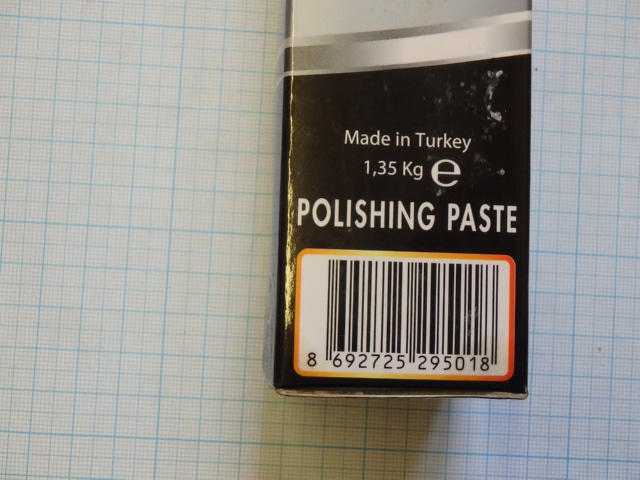 Made in Turkey
1,35 Kg ℮
POLISHING PASTE
8 692725 295018